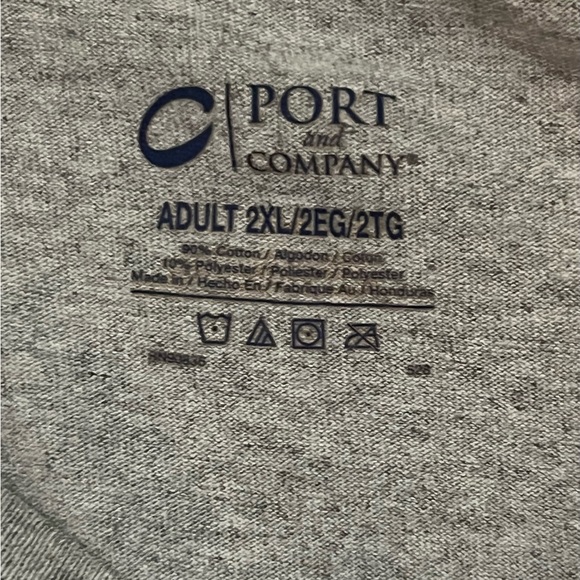 PORT
and
COMPANY®
ADULT 2XL/2EG/2TG
90% Cotton / Algodon / Coton
10% Polyester / Poliester / Polyester
Made in / Hecho En / Fabrique Au / Honduras